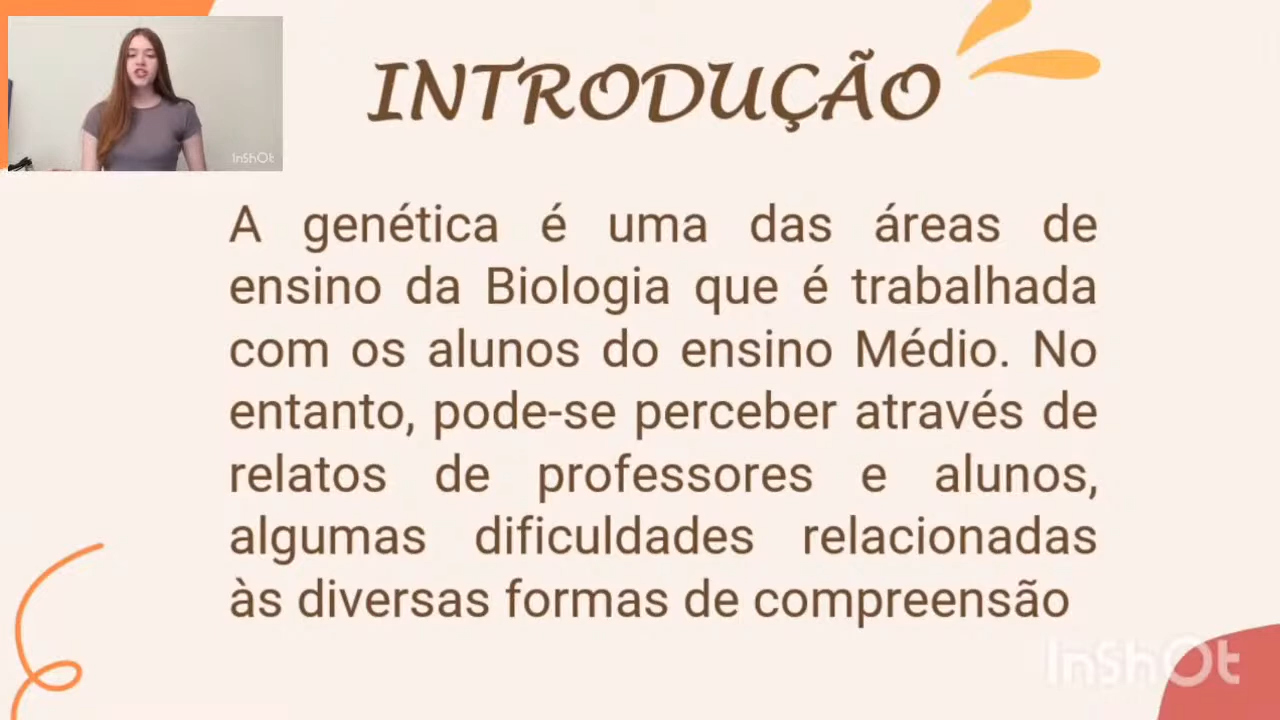 InShOt
INTRODUÇÃO
A genética é uma das áreas de
ensino da Biologia que é trabalhada
com os alunos do ensino Médio. No
entanto, pode-se perceber através de
relatos de professores e alunos,
algumas dificuldades relacionadas
às diversas formas de compreensão
InShOt